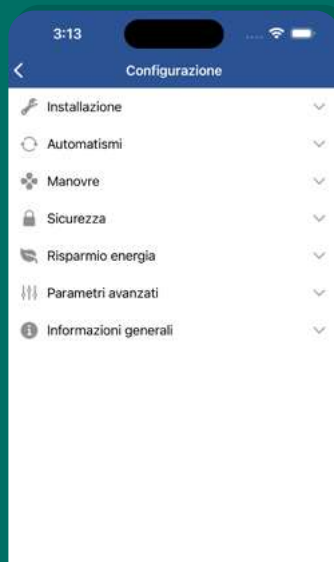 3:13
Configurazione
Installazione
Automatismi
Manovre
Sicurezza
Risparmio energia
Parametri avanzati
Informazioni generali